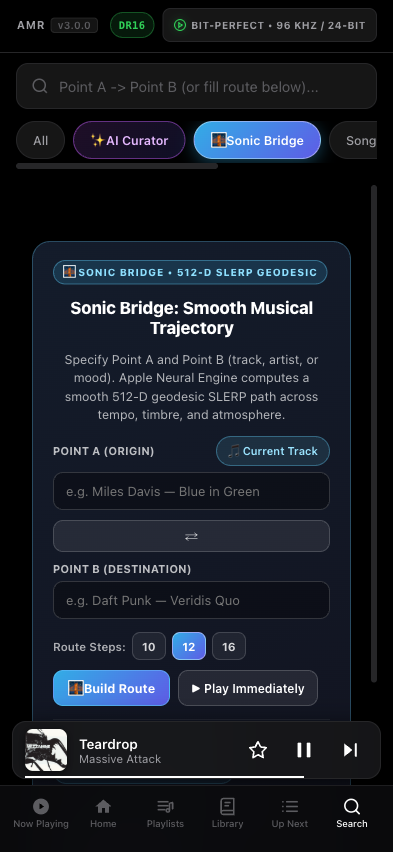 AMR v3.0.0 DR16 BIT-PERFECT • 96 KHZ / 24-BIT
Point A -> Point B (or fill route below)...
All ✨AI Curator 🌉Sonic Bridge Song
🌉SONIC BRIDGE • 512-D SLERP GEODESIC
Sonic Bridge: Smooth Musical
Trajectory
Specify Point A and Point B (track, artist, or
mood). Apple Neural Engine computes a
smooth 512-D geodesic SLERP path across
tempo, timbre, and atmosphere.
POINT A (ORIGIN) 🎵Current Track
e.g. Miles Davis — Blue in Green
⇄
POINT B (DESTINATION)
e.g. Daft Punk — Veridis Quo
Route Steps: 10 12 16
🌉Build Route ▶ Play Immediately
Teardrop
Massive Attack
Now Playing Home Playlists Library Up Next Search